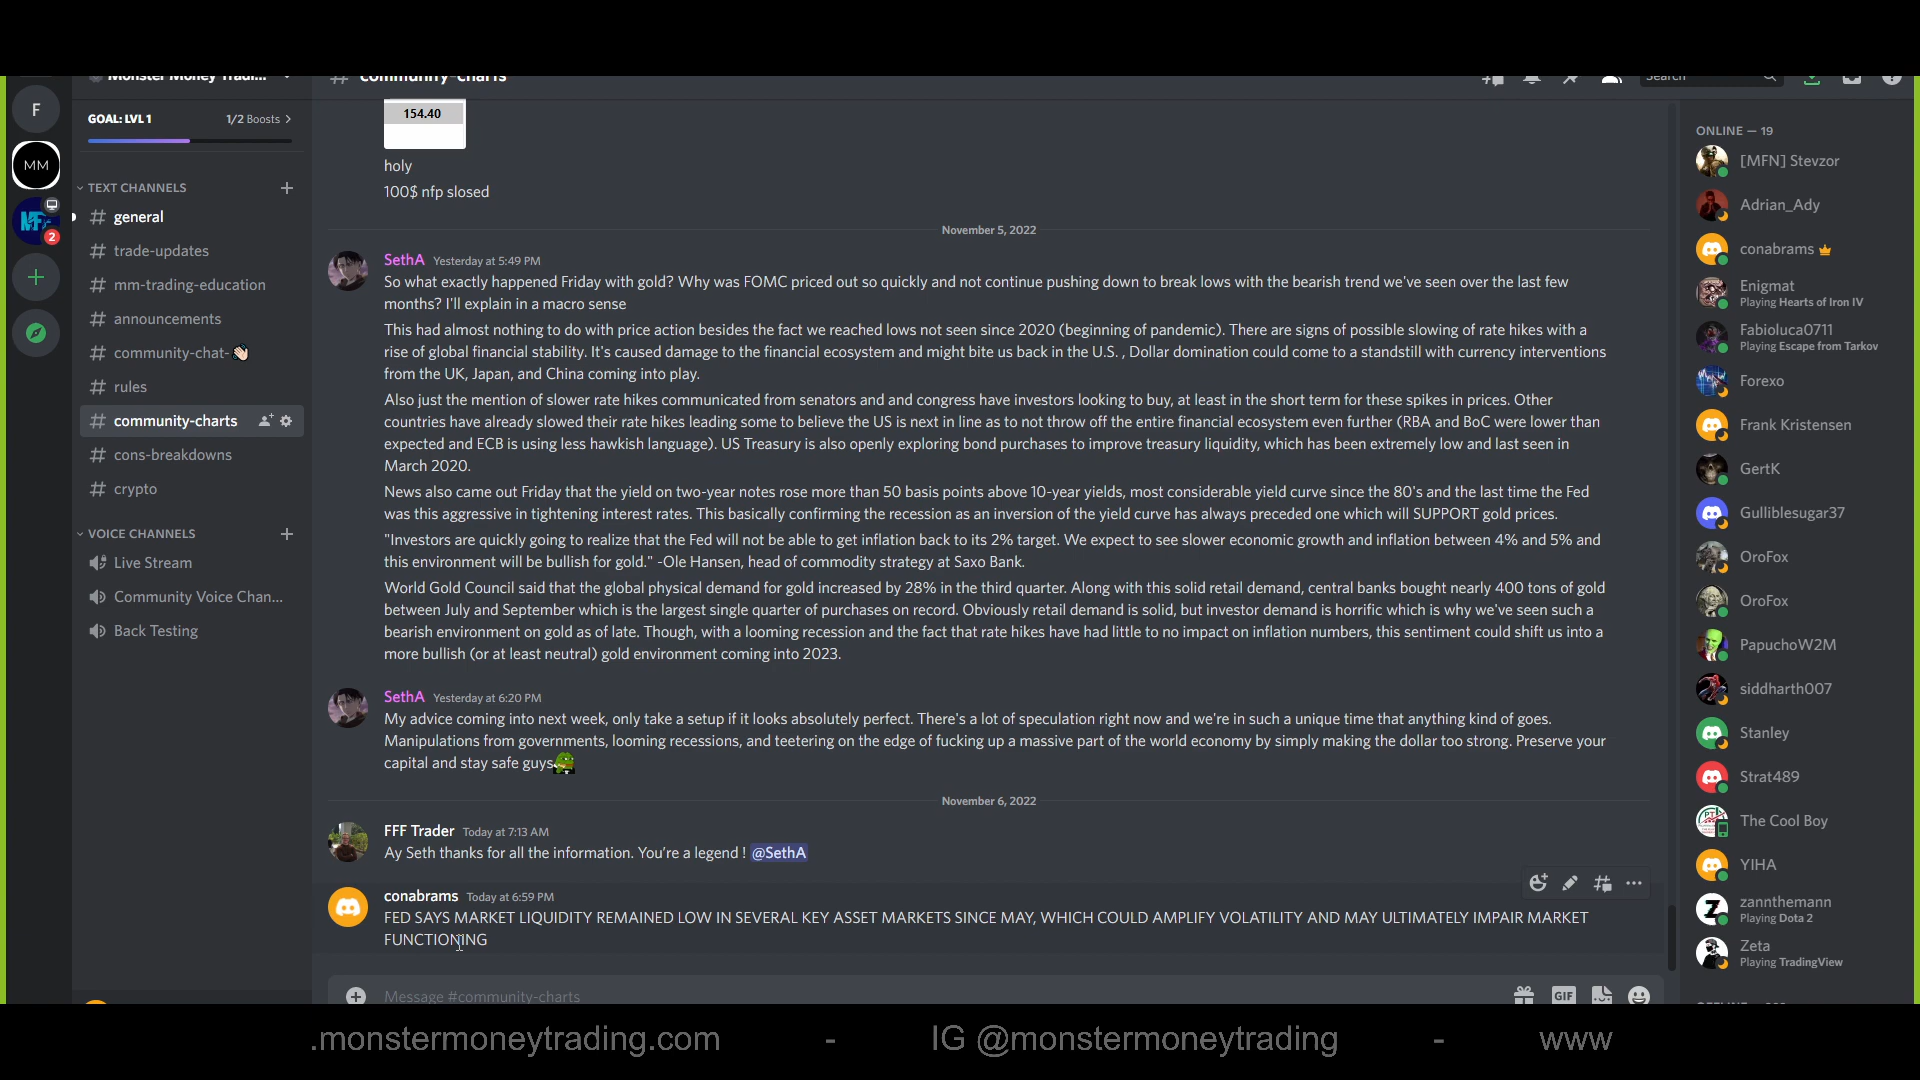 Monster Money Tradi...
community-charts
Search
F
GOAL: LVL 1
1/2 Boosts
MM
TEXT CHANNELS
general
MF
2
trade-updates
mm-trading-education
announcements
community-chat-👋🏻
rules
community-charts
cons-breakdowns
crypto
VOICE CHANNELS
Live Stream
Community Voice Chan...
Back Testing
154.40
holy
100$ nfp slosed
November 5, 2022
SethA Yesterday at 5:49 PM
So what exactly happened Friday with gold? Why was FOMC priced out so quickly and not continue pushing down to break lows with the bearish trend we've seen over the last few
months? I'll explain in a macro sense
This had almost nothing to do with price action besides the fact we reached lows not seen since 2020 (beginning of pandemic). There are signs of possible slowing of rate hikes with a
rise of global financial stability. It's caused damage to the financial ecosystem and might bite us back in the U.S. , Dollar domination could come to a standstill with currency interventions
from the UK, Japan, and China coming into play.
Also just the mention of slower rate hikes communicated from senators and and congress have investors looking to buy, at least in the short term for these spikes in prices. Other
countries have already slowed their rate hikes leading some to believe the US is next in line as to not throw off the entire financial ecosystem even further (RBA and BoC were lower than
expected and ECB is using less hawkish language). US Treasury is also openly exploring bond purchases to improve treasury liquidity, which has been extremely low and last seen in
March 2020.
News also came out Friday that the yield on two-year notes rose more than 50 basis points above 10-year yields, most considerable yield curve since the 80's and the last time the Fed
was this aggressive in tightening interest rates. This basically confirming the recession as an inversion of the yield curve has always preceded one which will SUPPORT gold prices.
"Investors are quickly going to realize that the Fed will not be able to get inflation back to its 2% target. We expect to see slower economic growth and inflation between 4% and 5% and
this environment will be bullish for gold." -Ole Hansen, head of commodity strategy at Saxo Bank.
World Gold Council said that the global physical demand for gold increased by 28% in the third quarter. Along with this solid retail demand, central banks bought nearly 400 tons of gold
between July and September which is the largest single quarter of purchases on record. Obviously retail demand is solid, but investor demand is horrific which is why we've seen such a
bearish environment on gold as of late. Though, with a looming recession and the fact that rate hikes have had little to no impact on inflation numbers, this sentiment could shift us into a
more bullish (or at least neutral) gold environment coming into 2023.
SethA Yesterday at 6:20 PM
My advice coming into next week, only take a setup if it looks absolutely perfect. There's a lot of speculation right now and we're in such a unique time that anything kind of goes.
Manipulations from governments, looming recessions, and teetering on the edge of fucking up a massive part of the world economy by simply making the dollar too strong. Preserve your
capital and stay safe guys
November 6, 2022
FFF Trader Today at 7:13 AM
Ay Seth thanks for all the information. You're a legend ! @SethA
conabrams Today at 6:59 PM
FED SAYS MARKET LIQUIDITY REMAINED LOW IN SEVERAL KEY ASSET MARKETS SINCE MAY, WHICH COULD AMPLIFY VOLATILITY AND MAY ULTIMATELY IMPAIR MARKET
FUNCTIONING
Message #community-charts
GIF
ONLINE — 19
[MFN] Stevzor
Adrian_Ady
conabrams
Enigmat
Playing Hearts of Iron IV
Fabioluca0711
Playing Escape from Tarkov
Forexo
Frank Kristensen
GertK
Gulliblesugar37
OroFox
OroFox
PapuchoW2M
siddharth007
Stanley
Strat489
The Cool Boy
YIHA
zannthemann
Playing Dota 2
Zeta
Playing TradingView
.monstermoneytrading.com - IG @monstermoneytrading - www